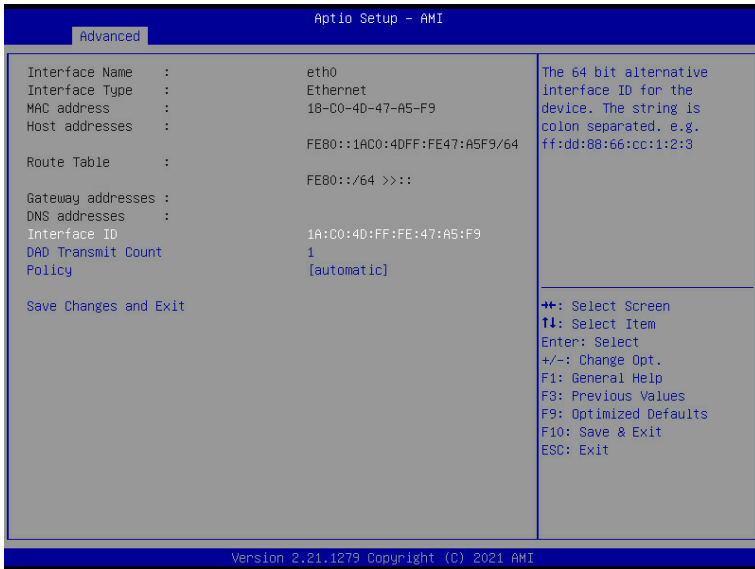 Aptio Setup – AMI
Advanced
Interface Name : eth0
Interface Type : Ethernet
MAC address : 18-C0-4D-47-A5-F9
Host addresses :
FE80::1AC0:4DFF:FE47:A5F9/64
Route Table :
FE80::/64 >>::
Gateway addresses :
DNS addresses :
Interface ID 1A:C0:4D:FF:FE:47:A5:F9
DAD Transmit Count 1
Policy [automatic]
Save Changes and Exit
The 64 bit alternative
interface ID for the
device. The string is
colon separated. e.g.
ff:dd:88:66:cc:1:2:3
→←: Select Screen
↑↓: Select Item
Enter: Select
+/-: Change Opt.
F1: General Help
F3: Previous Values
F9: Optimized Defaults
F10: Save & Exit
ESC: Exit
Version 2.21.1279 Copyright (C) 2021 AMI